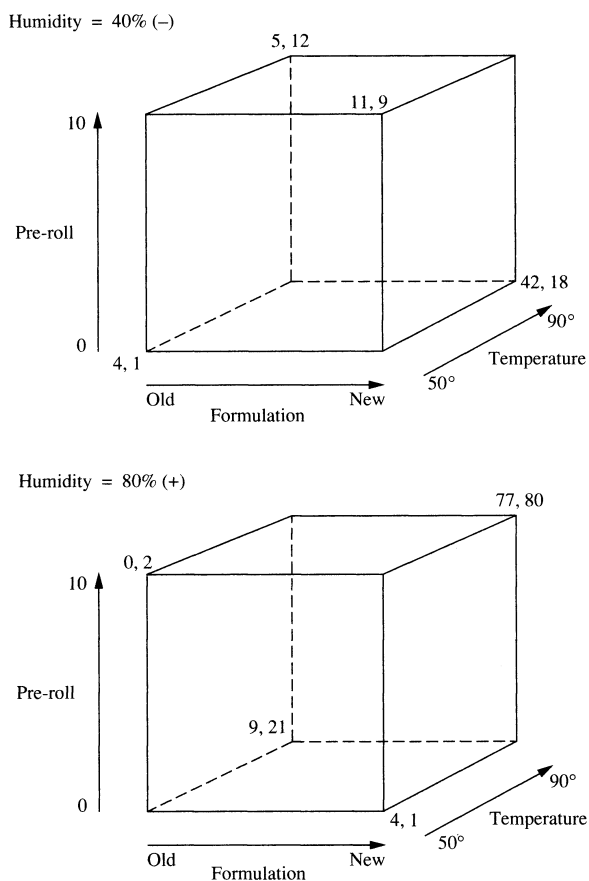 Humidity = 40% (–)
5, 12
11, 9
10
Pre-roll
42, 18
90°
0
4, 1
Temperature
50°
Old
New
Formulation
Humidity = 80% (+)
77, 80
0, 2
10
Pre-roll
9, 21
90°
0
4, 1
Temperature
50°
Old
New
Formulation